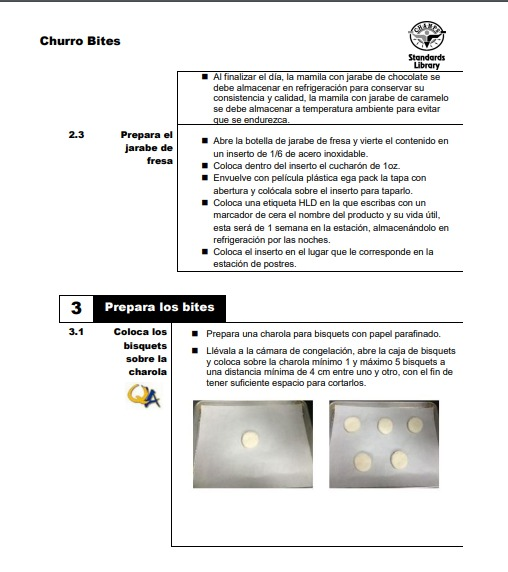 Churro Bites
CHAMPS
Standards
Library
■ Al finalizar el día, la mamila con jarabe de chocolate se
debe almacenar en refrigeración para conservar su
consistencia y calidad, la mamila con jarabe de caramelo
se debe almacenar a temperatura ambiente para evitar
que se endurezca.
2.3 Prepara el
jarabe de
fresa
■ Abre la botella de jarabe de fresa y vierte el contenido en
un inserto de 1/6 de acero inoxidable.
■ Coloca dentro del inserto el cucharón de 1oz.
■ Envuelve con película plástica ega pack la tapa con
abertura y colócala sobre el inserto para taparlo.
■ Coloca una etiqueta HLD en la que escribas con un
marcador de cera el nombre del producto y su vida útil,
esta será de 1 semana en la estación, almacenándolo en
refrigeración por las noches.
■ Coloca el inserto en el lugar que le corresponde en la
estación de postres.
3 Prepara los bites
3.1 Coloca los
bisquets
sobre la
charola
QA
■ Prepara una charola para bisquets con papel parafinado.
■ Llévala a la cámara de congelación, abre la caja de bisquets
y coloca sobre la charola mínimo 1 y máximo 5 bisquets a
una distancia mínima de 4 cm entre uno y otro, con el fin de
tener suficiente espacio para cortarlos.